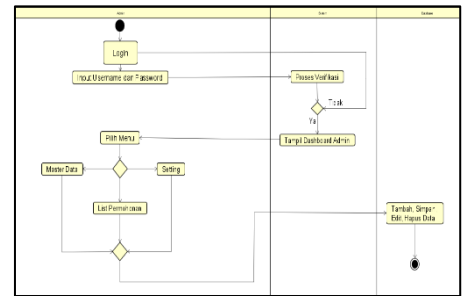 Login
Input Username dan Password
Proses Verifikasi
Tidak
Ya
Pilih Menu
Tampil Dashboard Admin
Master Data
Setting
List Permohonan
Tambah, Simpan
Edit, Hapus Data